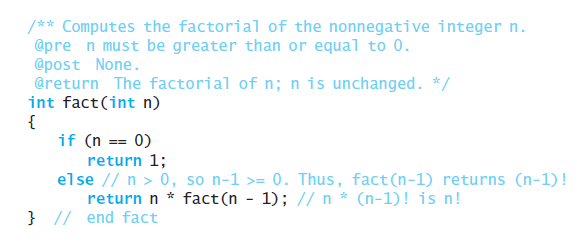 /** Computes the factorial of the nonnegative integer n.
@pre n must be greater than or equal to 0.
@post None.
@return The factorial of n; n is unchanged. */
int fact(int n)
{
if (n == 0)
return 1;
else // n > 0, so n-1 >= 0. Thus, fact(n-1) returns (n-1)!
return n * fact(n - 1); // n * (n-1)! is n!
} // end fact